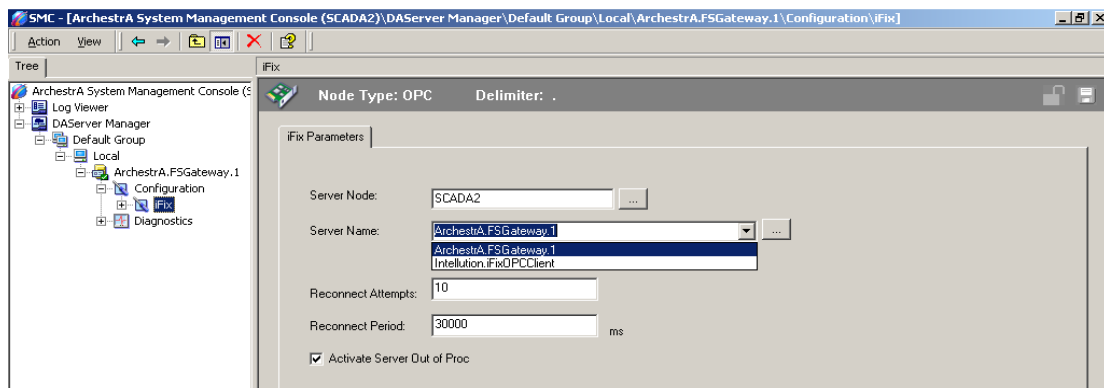 SMC - [ArchestrA System Management Console (SCADA2)\DAServer Manager\Default Group\Local\ArchestrA.FSGateway.1\Configuration\iFix]
Action View
Tree
iFix
ArchestrA System Management Console (S
Log Viewer
DAServer Manager
Default Group
Local
ArchestrA.FSGateway.1
Configuration
iFix
Diagnostics
Node Type: OPC Delimiter: .
iFix Parameters
Server Node: SCADA2 ...
Server Name: ArchestrA.FSGateway.1 ...
ArchestrA.FSGateway.1
Intellution.iFixOPCClient
Reconnect Attempts: 10
Reconnect Period: 30000 ms
Activate Server Out of Proc